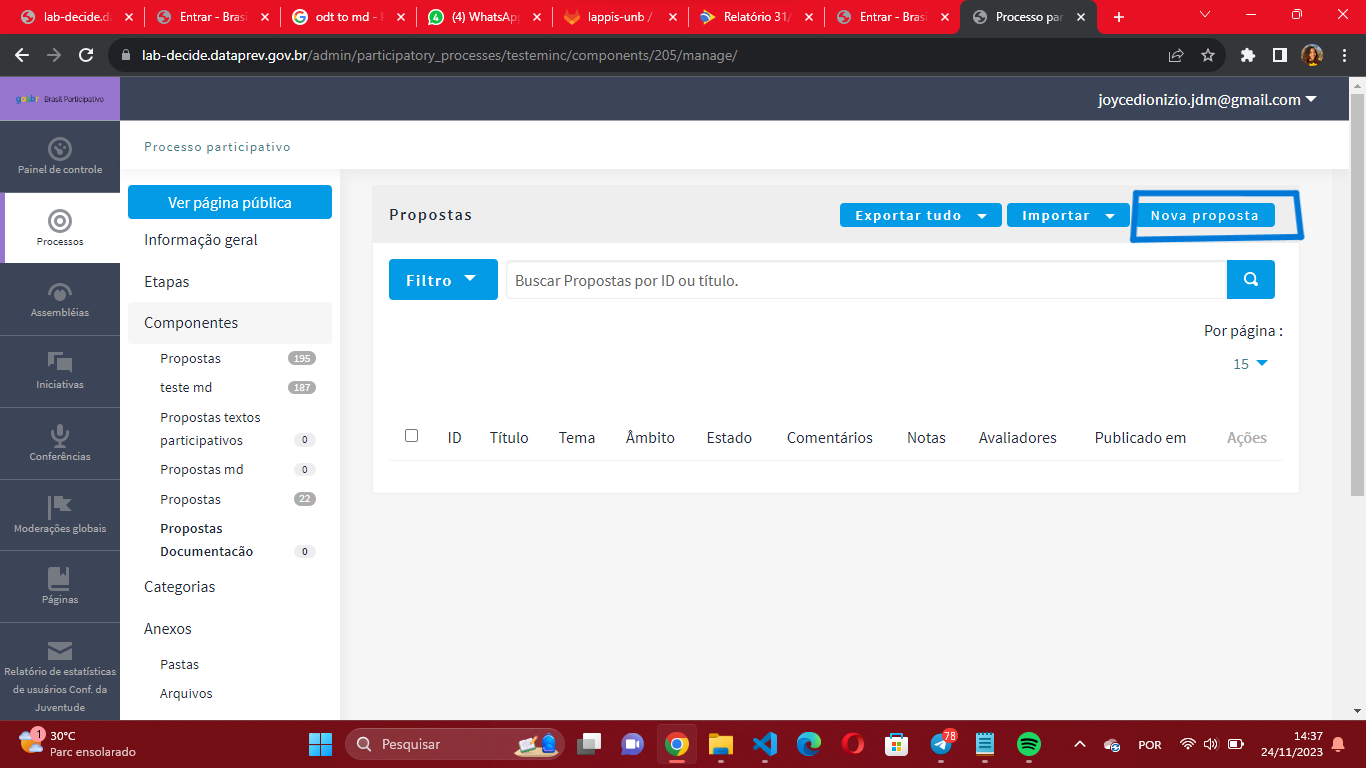 lab-decide.d
Entrar - Bras
odt to md -
(4) WhatsApp
lappis-unb /
Relatório 31/
Entrar - Bras
Processo par
lab-decide.dataprev.gov.br/admin/participatory_processes/testeminc/components/205/manage/
gov.br Brasil Participativo
joycedionizio.jdm@gmail.com
Painel de controle
Processos
Assembléias
Iniciativas
Conferências
Moderações globais
Páginas
Relatório de estatísticas
de usuários Conf. da
Juventude
Processo participativo
Ver página pública
Informação geral
Etapas
Componentes
Propostas 195
teste md 187
Propostas textos
participativos 0
Propostas md 0
Propostas 22
Propostas
Documentacão 0
Categorias
Anexos
Pastas
Arquivos
Propostas
Exportar tudo
Importar
Nova proposta
Filtro
Buscar Propostas por ID ou título.
Por página :
15
ID Título Tema Âmbito Estado Comentários Notas Avaliadores Publicado em Ações
1
30°C
Parc ensolarado
Pesquisar
78
POR
14:37
24/11/2023